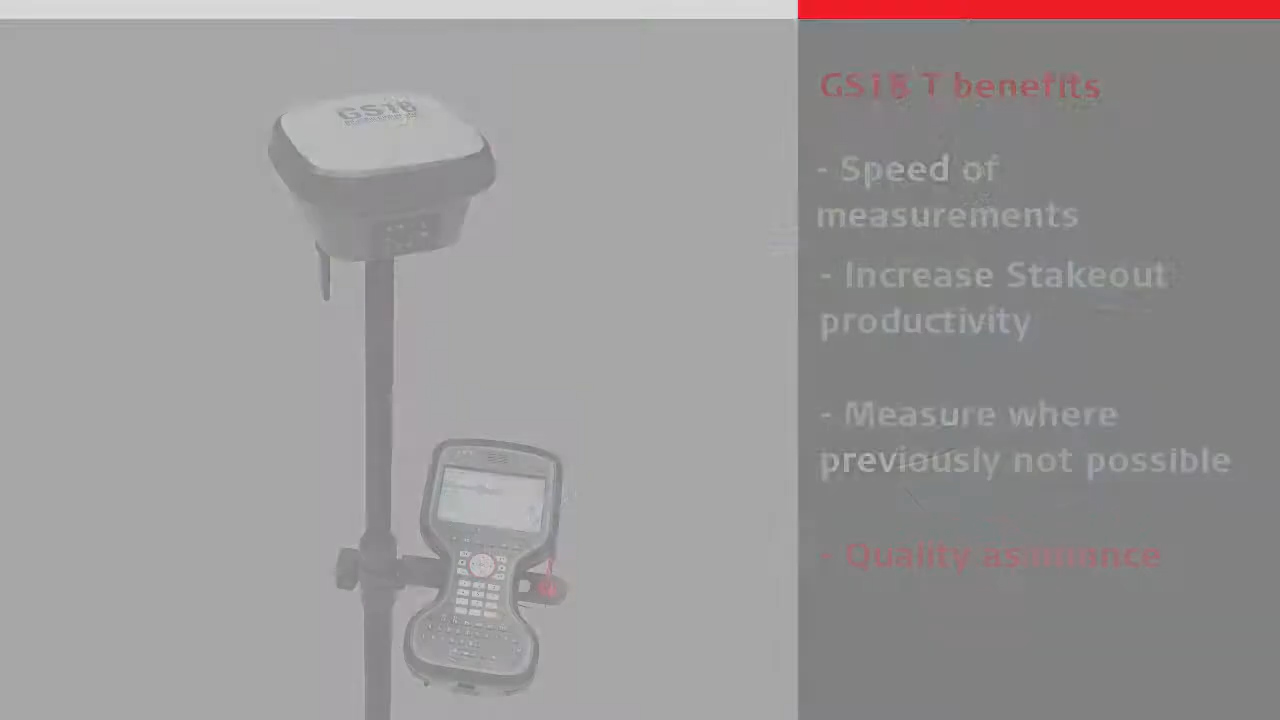 GS18
GS18 T benefits
- Speed of
measurements
- Increase Stakeout
productivity
- Measure where
previously not possible
- Quality assurance